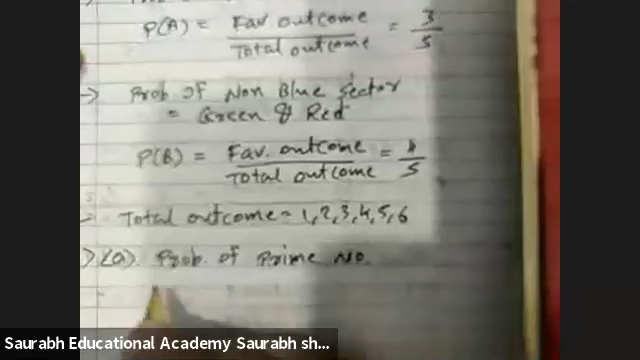 P(A) = Fav outcome / Total outcome = 3/5
→ Prob of Non Blue Sector
= Green & Red
P(B) = Fav. outcome / Total outcome = 4/5
Total outcome = 1,2,3,4,5,6
(a) Prob. of Prime No.
Saurabh Educational Academy Saurabh sh...